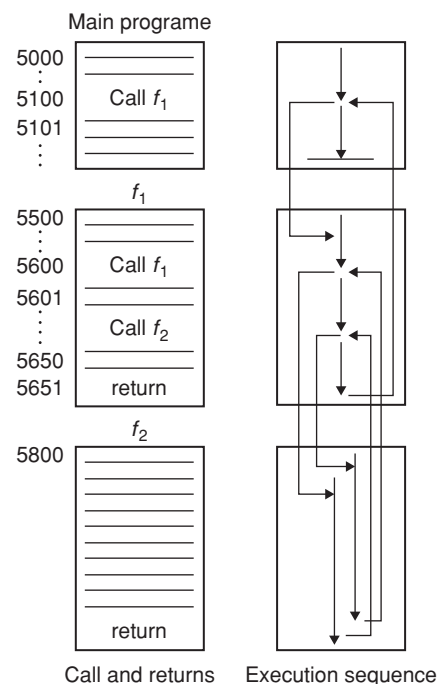 Main programe
5000
5100 Call f1
5101
f1
5500
5600 Call f1
5601
Call f2
5650
5651 return
f2
5800
return
Call and returns Execution sequence